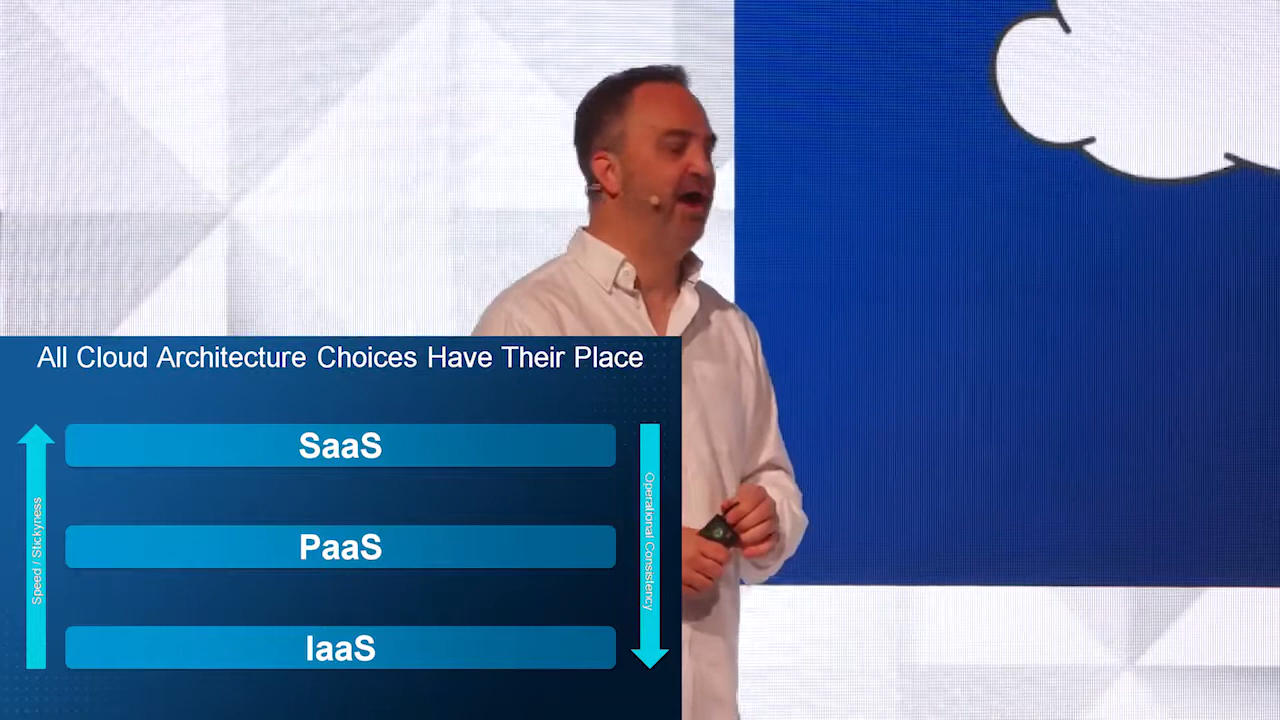 All Cloud Architecture Choices Have Their Place
SaaS
Speed / Stickyness
Operational Consistency
PaaS
IaaS